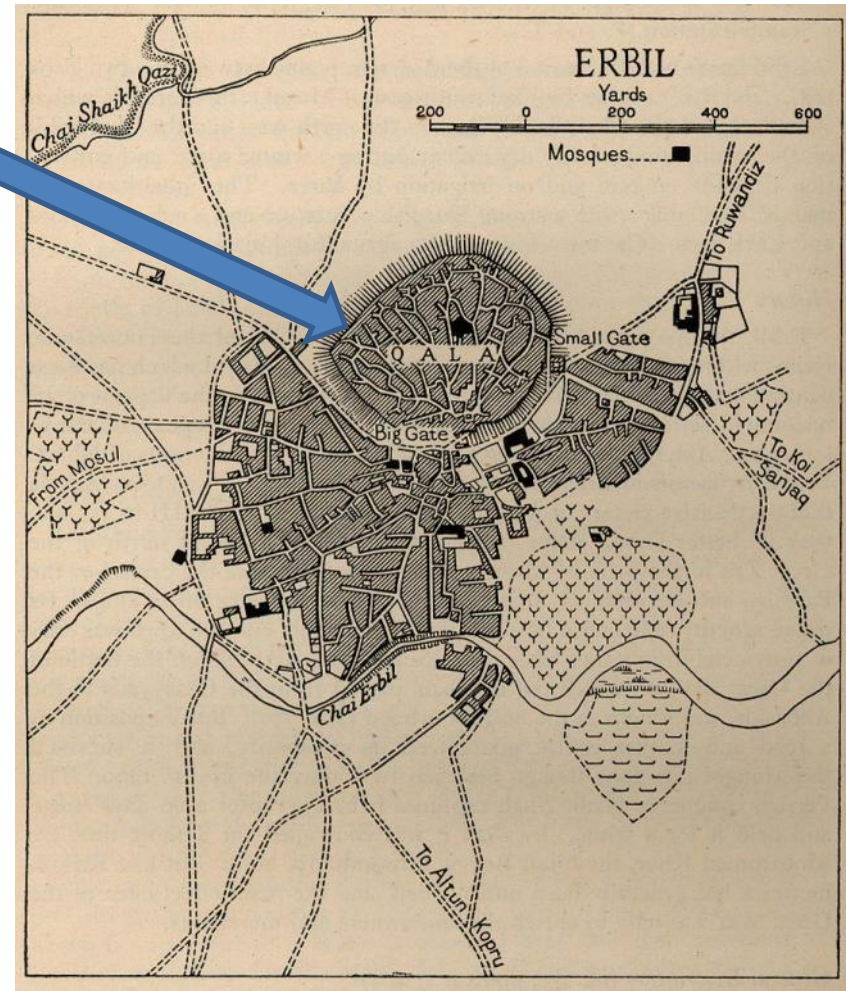 ERBIL
Yards
200 0 200 400 600
Mosques
Chai Shaikh Qazi
To Ruwandiz
Small Gate
QALA
Big Gate
From Mosul
To Koi
Sanjaq
Chai Erbil
To Altun Kopru